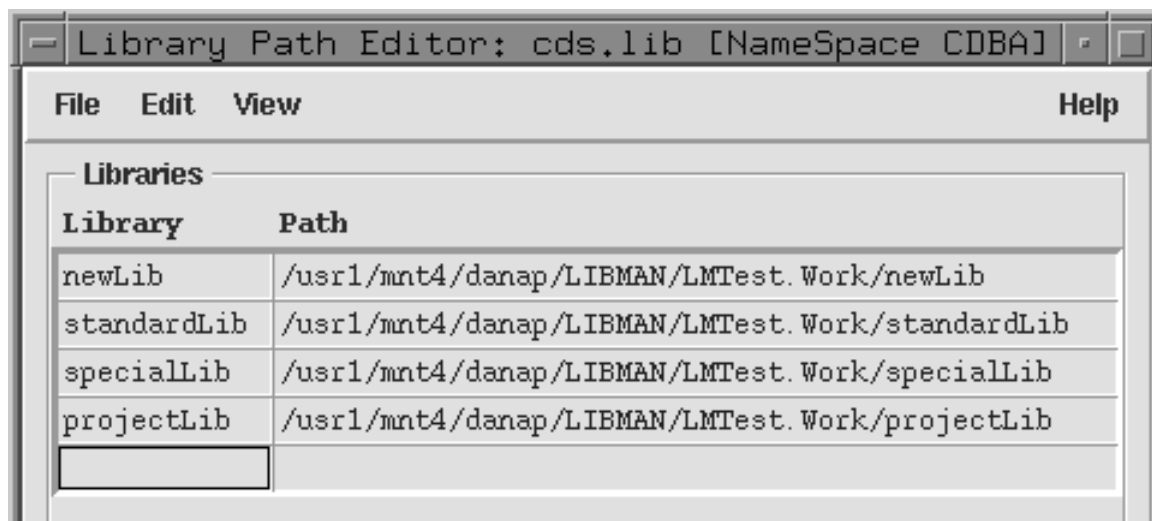 Library Path Editor: cds.lib [NameSpace CDBA]
File Edit View Help
Libraries
Library Path
newLib /usr1/mnt4/danap/LIBMAN/LMTest.Work/newLib
standardLib /usr1/mnt4/danap/LIBMAN/LMTest.Work/standardLib
specialLib /usr1/mnt4/danap/LIBMAN/LMTest.Work/specialLib
projectLib /usr1/mnt4/danap/LIBMAN/LMTest.Work/projectLib